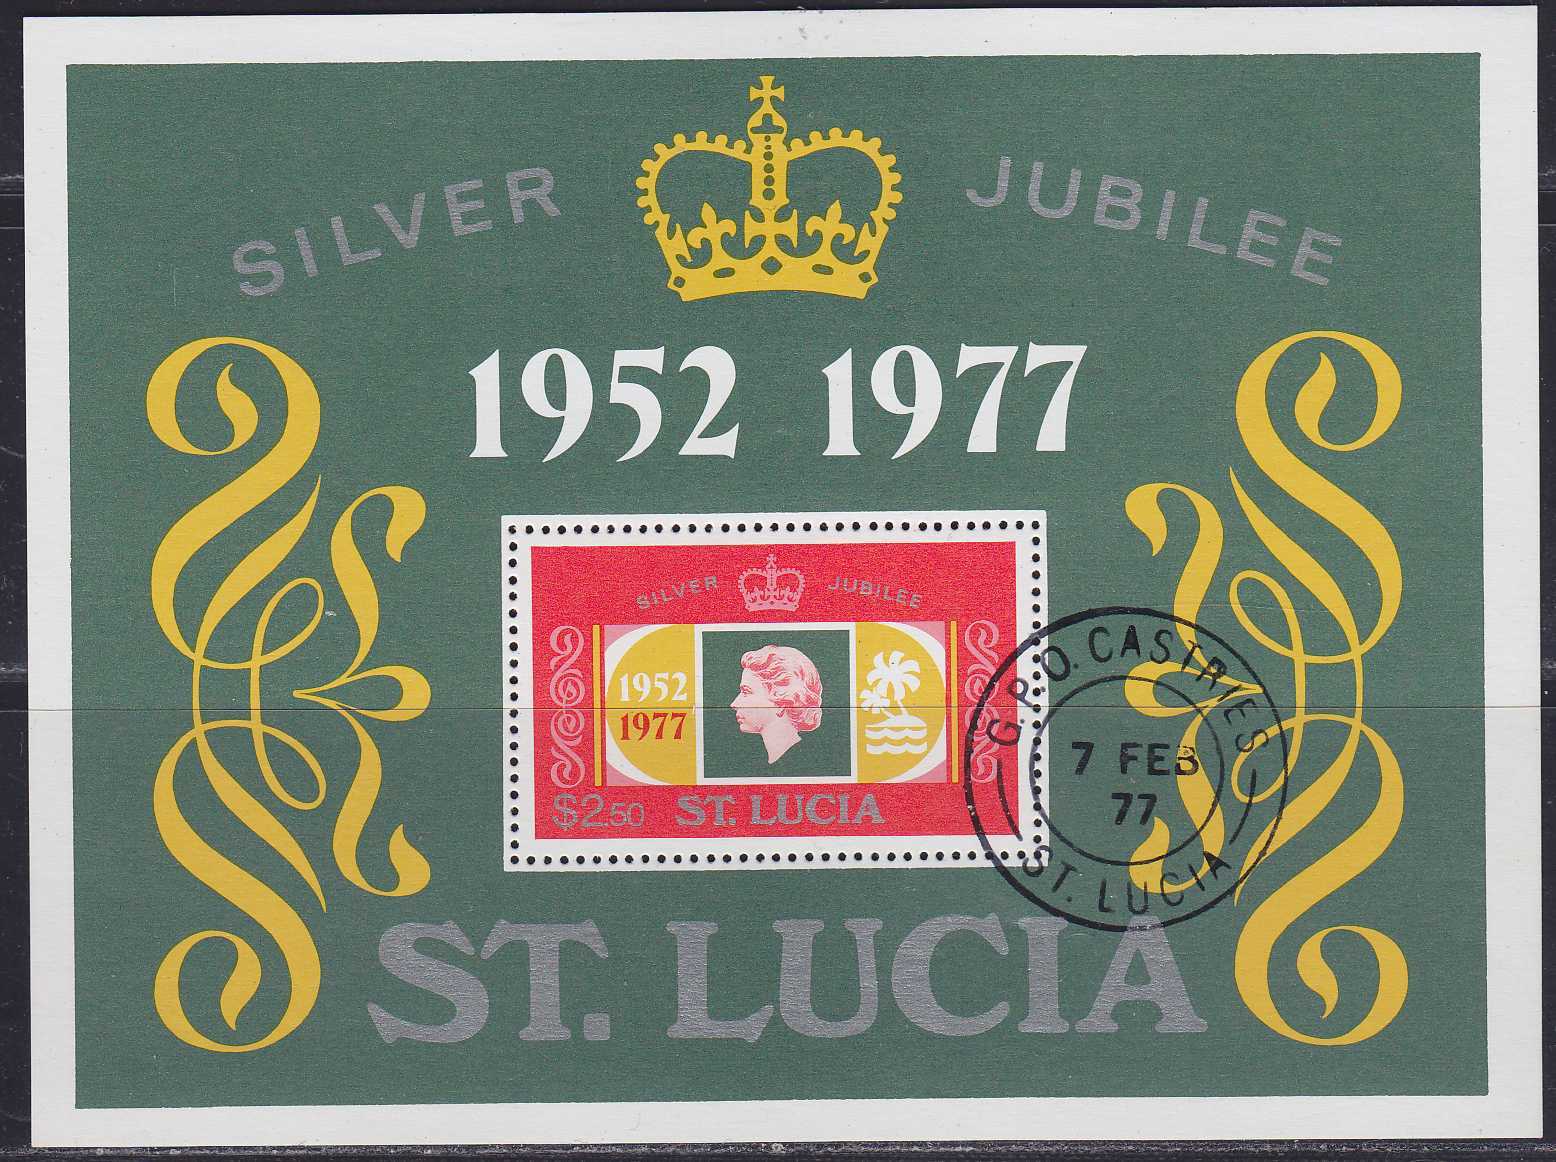 SILVER JUBILEE
1952 1977
SILVER JUBILEE
1952
1977
$2.50 ST. LUCIA
G.P.O. CASTRIES
7 FEB
77
ST. LUCIA
ST. LUCIA